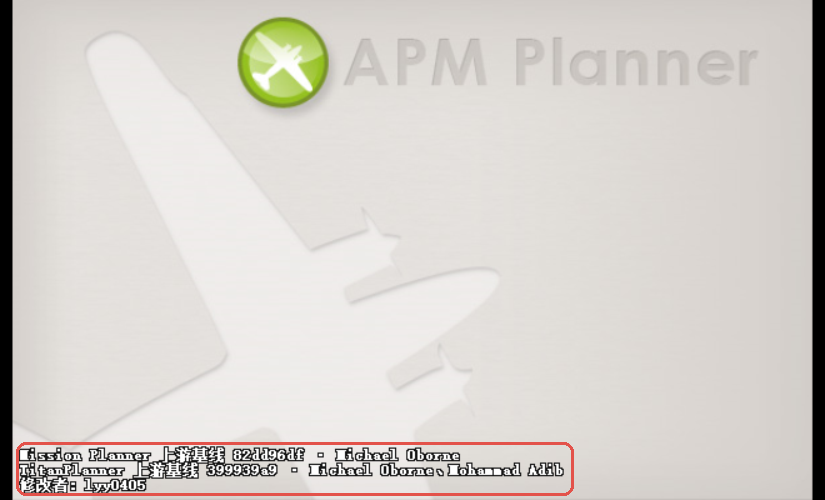 APM Planner
Mission Planner 上游基线 82dd96df - Michael Oborne
TitanPlanner 上游基线 399939a9 - Michael Oborne、Mohammad Adib
修改者: lyy0405